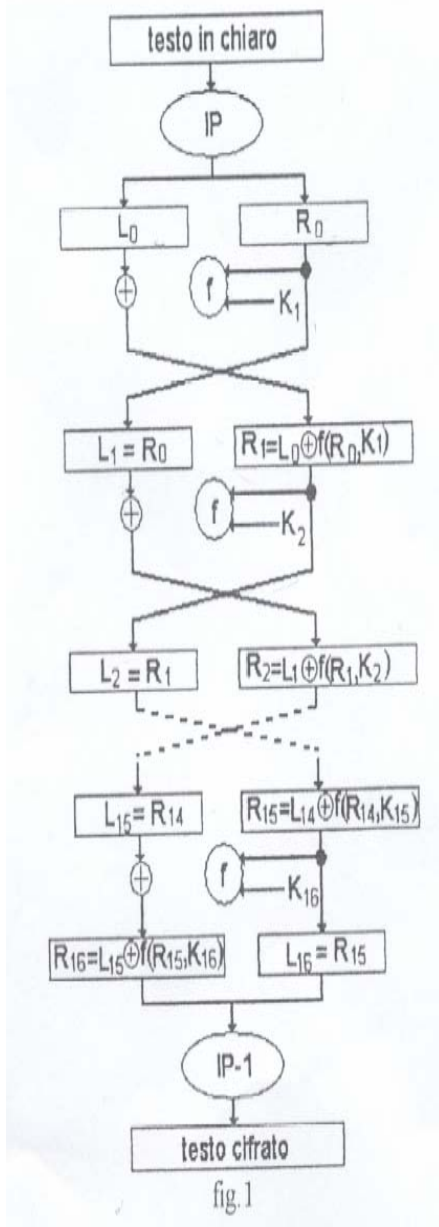 testo in chiaro
IP
L₀ R₀
+
f
K₁
L₁ = R₀ R₁=L₀⊕f(R₀,K₁)
+
f
K₂
L₂ = R₁ R₂=L₁⊕f(R₁,K₂)
L₁₅= R₁₄ R₁₅=L₁₄⊕f(R₁₄,K₁₅)
+
f
K₁₆
R₁₆=L₁₅⊕f(R₁₅,K₁₆) L₁₆ = R₁₅
IP-1
testo cifrato
fig.1